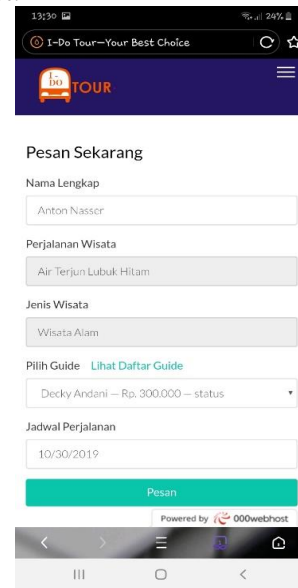 13:30
24%
I-Do Tour—Your Best Choice
I-
DO
TOUR
Pesan Sekarang
Nama Lengkap
Anton Nasser
Perjalanan Wisata
Air Terjun Lubuk Hitam
Jenis Wisata
Wisata Alam
Pilih Guide Lihat Daftar Guide
Decky Andani — Rp. 300.000 — status
Jadwal Perjalanan
10/30/2019
Pesan
Powered by 000webhost